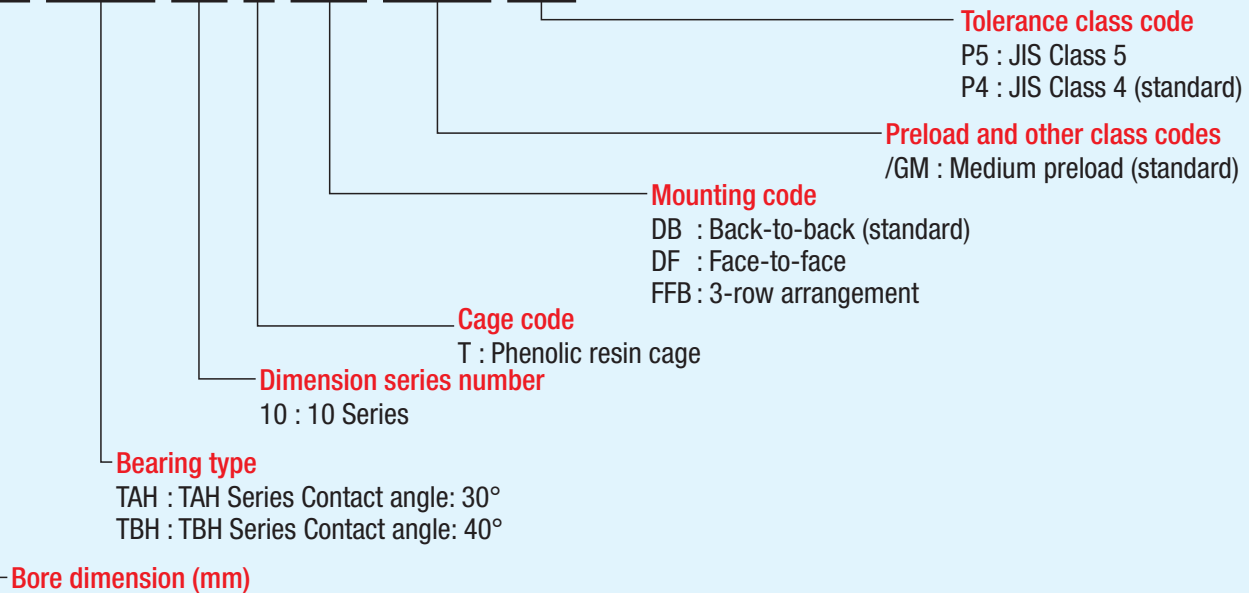 Tolerance class code
P5 : JIS Class 5
P4 : JIS Class 4 (standard)
Preload and other class codes
/GM : Medium preload (standard)
Mounting code
DB : Back-to-back (standard)
DF : Face-to-face
FFB : 3-row arrangement
Cage code
T : Phenolic resin cage
Dimension series number
10 : 10 Series
Bearing type
TAH : TAH Series Contact angle: 30°
TBH : TBH Series Contact angle: 40°
Bore dimension (mm)